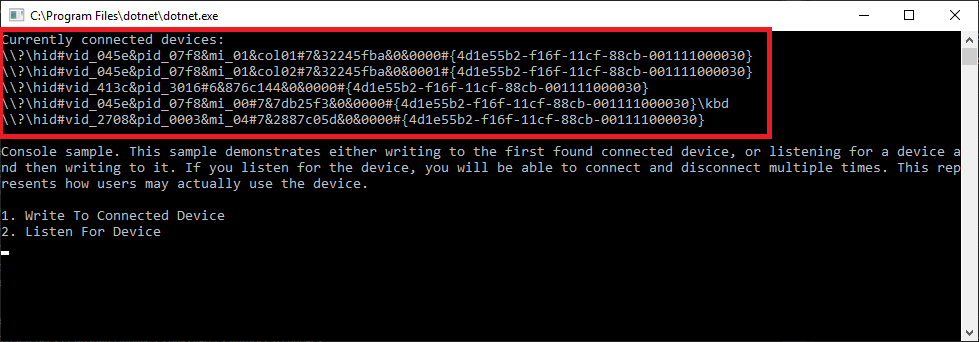 C:\Program Files\dotnet\dotnet.exe
Currently connected devices:
\\?\hid#vid_045e&pid_07f8&mi_01&col01#7&32245fba&0&0000#{4d1e55b2-f16f-11cf-88cb-001111000030}
\\?\hid#vid_045e&pid_07f8&mi_01&col02#7&32245fba&0&0001#{4d1e55b2-f16f-11cf-88cb-001111000030}
\\?\hid#vid_413c&pid_3016#6&876c144&0&0000#{4d1e55b2-f16f-11cf-88cb-001111000030}
\\?\hid#vid_045e&pid_07f8&mi_00#7&7db25f3&0&0000#{4d1e55b2-f16f-11cf-88cb-001111000030}\kbd
\\?\hid#vid_2708&pid_0003&mi_04#7&2887c05d&0&0000#{4d1e55b2-f16f-11cf-88cb-001111000030}
Console sample. This sample demonstrates either writing to the first found connected device, or listening for a device a
nd then writing to it. If you listen for the device, you will be able to connect and disconnect multiple times. This rep
resents how users may actually use the device.
1. Write To Connected Device
2. Listen For Device